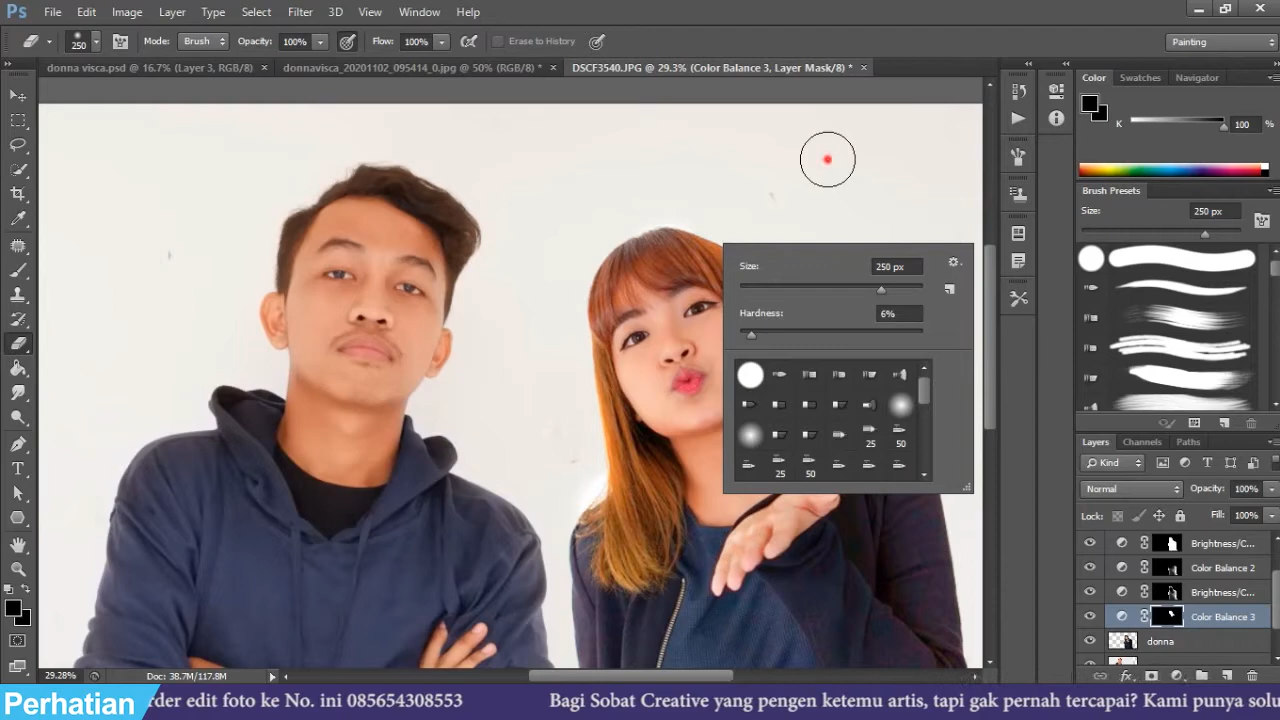 Ps File Edit Image Layer Type Select Filter 3D View Window Help
250 Mode: Brush Opacity: 100% Flow: 100% Erase to History Painting
donna visca.psd @ 16.7% (Layer 3, RGB/8) × donnavisca_20201102_095414_0.jpg @ 50% (RGB/8) * × DSCF3540.JPG @ 29.3% (Color Balance 3, Layer Mask/8) * ×
Color Swatches Navigator
K 100 %
Brush Presets
Size: 250 px
Size: 250 px
Hardness: 6%
25 50
25 50
Layers Channels Paths
Kind
Normal Opacity: 100%
Lock: Fill: 100%
Brightness/C...
Color Balance 2
Brightness/C...
Color Balance 3
donna
29.28% Doc: 38.7M/117.8M
Perhatian
rder edit foto ke No. ini 085654308553 Bagi Sobat Creative yang pengen ketemu artis, tapi gak pernah tercapai? Kami punya solu